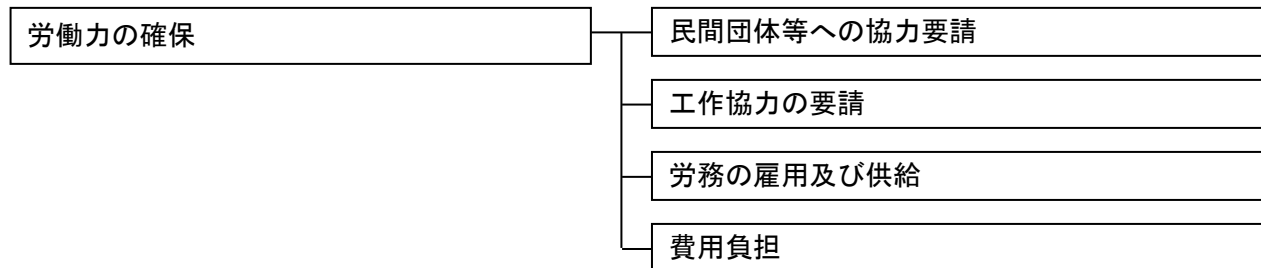 労働力の確保
民間団体等への協力要請
工作協力の要請
労務の雇用及び供給
費用負担